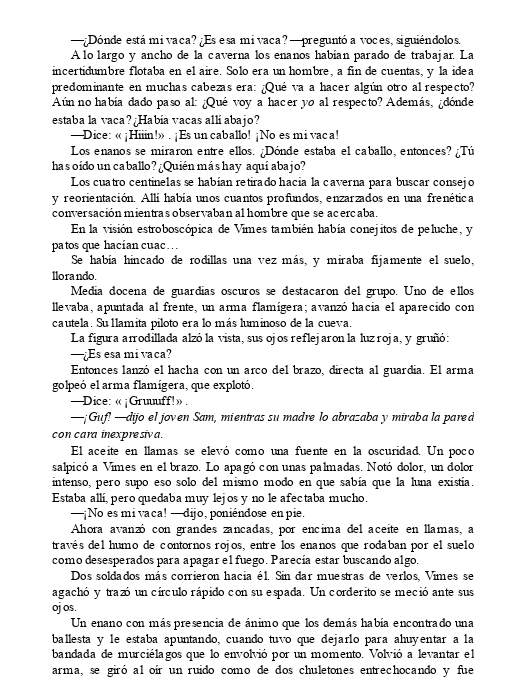 —¿Dónde está mi vaca? ¿Es esa mi vaca? —preguntó a voces, siguiéndolos.
A lo largo y ancho de la caverna los enanos habían parado de trabajar. La
incertidumbre flotaba en el aire. Solo era un hombre, a fin de cuentas, y la idea
predominante en muchas cabezas era: ¿Qué va a hacer algún otro al respecto?
Aún no había dado paso al: ¿Qué voy a hacer yo al respecto? Además, ¿dónde
estaba la vaca? ¿Había vacas allí abajo?
—Dice: « ¡Hiiin!» . ¡Es un caballo! ¡No es mi vaca!
Los enanos se miraron entre ellos. ¿Dónde estaba el caballo, entonces? ¿Tú
has oído un caballo? ¿Quién más hay aquí abajo?
Los cuatro centinelas se habían retirado hacia la caverna para buscar consejo
y reorientación. Allí había unos cuantos profundos, enzarzados en una frenética
conversación mientras observaban al hombre que se acercaba.
En la visión estroboscópica de Vimes también había conejitos de peluche, y
patos que hacían cuac…
Se había hincado de rodillas una vez más, y miraba fijamente el suelo,
llorando.
Media docena de guardias oscuros se destacaron del grupo. Uno de ellos
llevaba, apuntada al frente, un arma flamígera; avanzó hacia el aparecido con
cautela. Su llamita piloto era lo más luminoso de la cueva.
La figura arrodillada alzó la vista, sus ojos reflejaron la luz roja, y gruñó:
—¿Es esa mi vaca?
Entonces lanzó el hacha con un arco del brazo, directa al guardia. El arma
golpeó el arma flamígera, que explotó.
—Dice: « ¡Gruuuff!» .
—¡Guf! —dijo el joven Sam, mientras su madre lo abrazaba y miraba la pared
con cara inexpresiva.
El aceite en llamas se elevó como una fuente en la oscuridad. Un poco
salpicó a Vimes en el brazo. Lo apagó con unas palmadas. Notó dolor, un dolor
intenso, pero supo eso solo del mismo modo en que sabía que la luna existía.
Estaba allí, pero quedaba muy lejos y no le afectaba mucho.
—¡No es mi vaca! —dijo, poniéndose en pie.
Ahora avanzó con grandes zancadas, por encima del aceite en llamas, a
través del humo de contornos rojos, entre los enanos que rodaban por el suelo
como desesperados para apagar el fuego. Parecía estar buscando algo.
Dos soldados más corrieron hacia él. Sin dar muestras de verlos, Vimes se
agachó y trazó un círculo rápido con su espada. Un corderito se meció ante sus
ojos.
Un enano con más presencia de ánimo que los demás había encontrado una
ballesta y le estaba apuntando, cuando tuvo que dejarlo para ahuyentar a la
bandada de murciélagos que lo envolvió por un momento. Volvió a levantar el
arma, se giró al oír un ruido como de dos chuletones entrechocando y fue